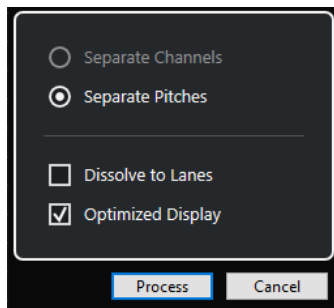 Separate Channels
Separate Pitches
Dissolve to Lanes
Optimized Display
Process Cancel